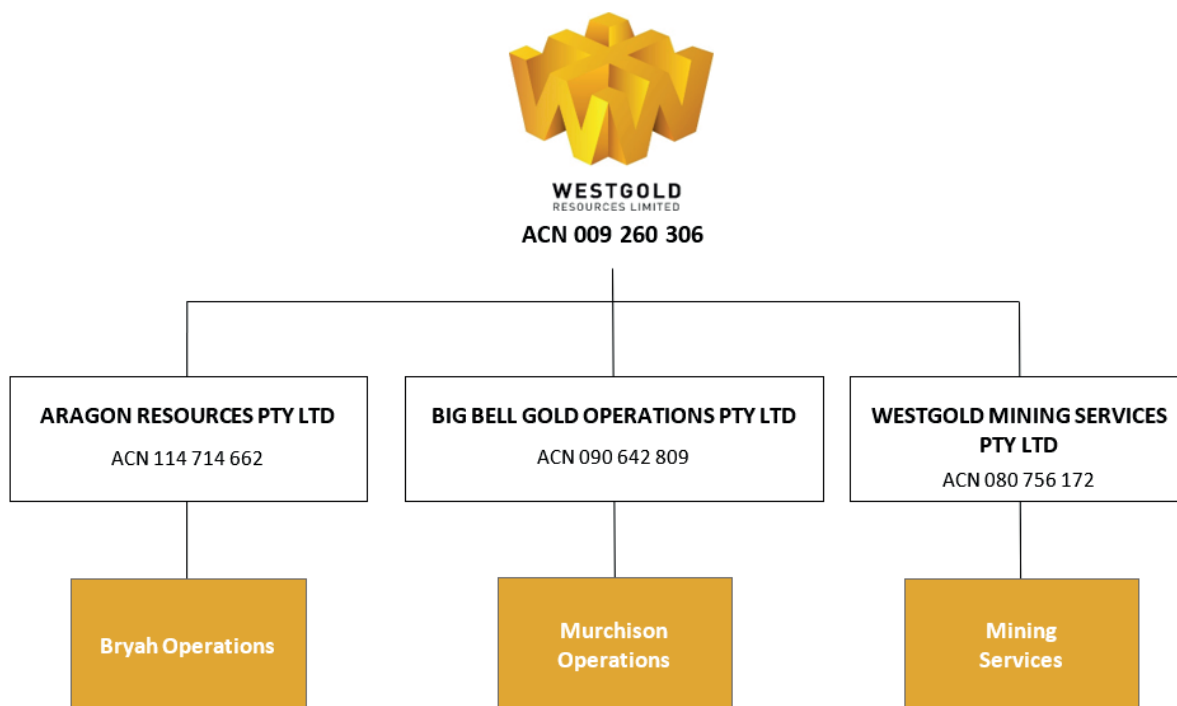 WESTGOLD
RESOURCES LIMITED
ACN 009 260 306
ARAGON RESOURCES PTY LTD
ACN 114 714 662
BIG BELL GOLD OPERATIONS PTY LTD
ACN 090 642 809
WESTGOLD MINING SERVICES
PTY LTD
ACN 080 756 172
Bryah Operations
Murchison
Operations
Mining
Services